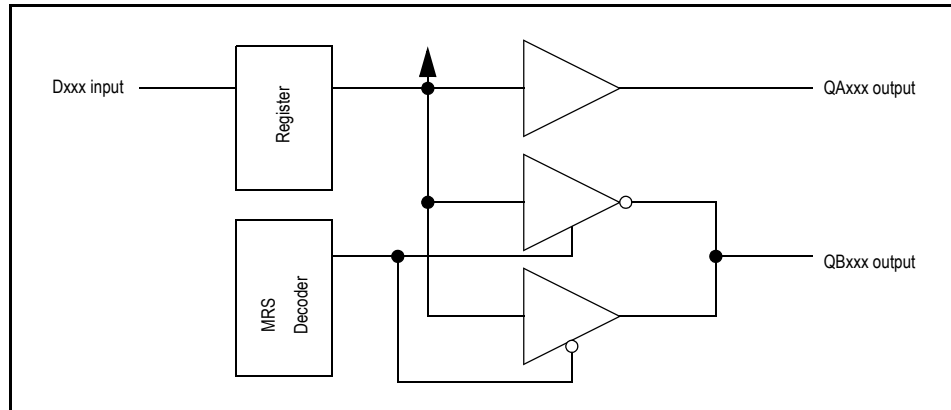 Dxxx input
Register
QAxxx output
MRS
Decoder
QBxxx output